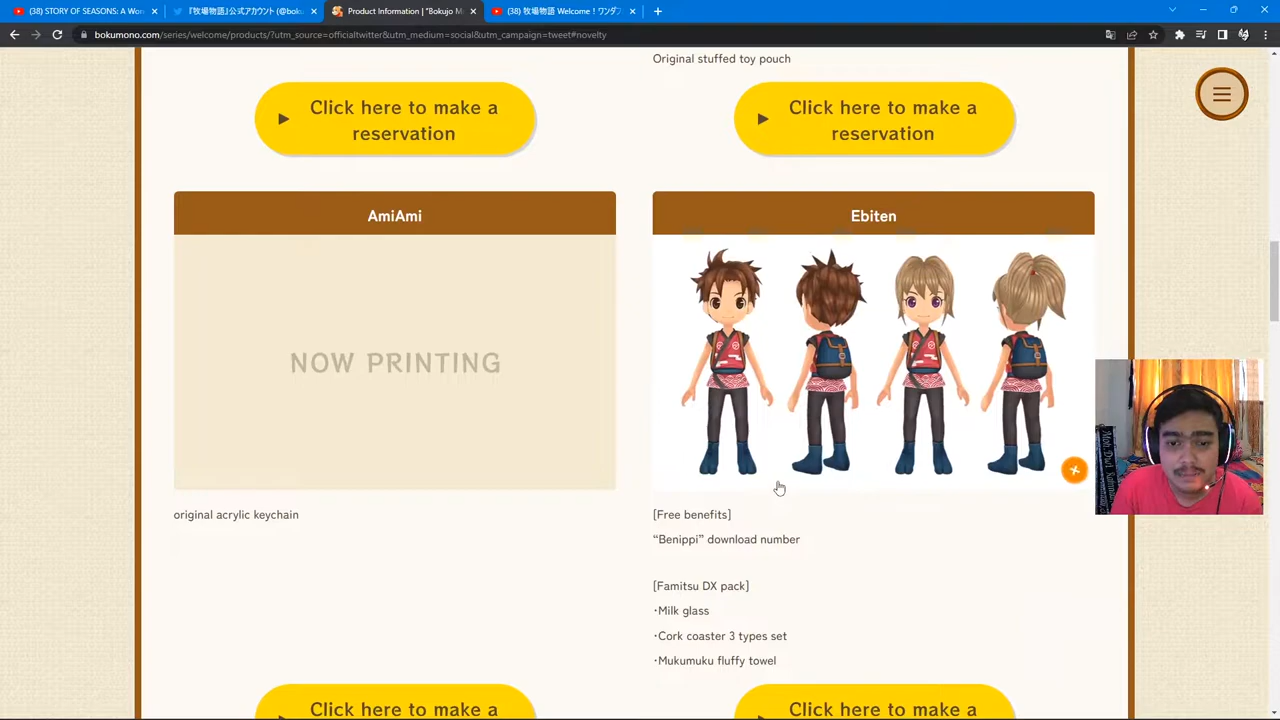 (38) STORY OF SEASONS: A Won
『牧場物語』公式アカウント (@boku
Product Information | "Bokujo Mo
(38) 牧場物語 Welcome！ワンダフ
bokumono.com/series/welcome/products/?utm_source=officialtwitter&utm_medium=social&utm_campaign=tweet#novelty
Original stuffed toy pouch
Click here to make a
reservation
Click here to make a
reservation
AmiAmi
Ebiten
NOW PRINTING
original acrylic keychain
[Free benefits]
“Benippi” download number
[Famitsu DX pack]
・Milk glass
・Cork coaster 3 types set
・Mukumuku fluffy towel
Click here to make a
Click here to make a